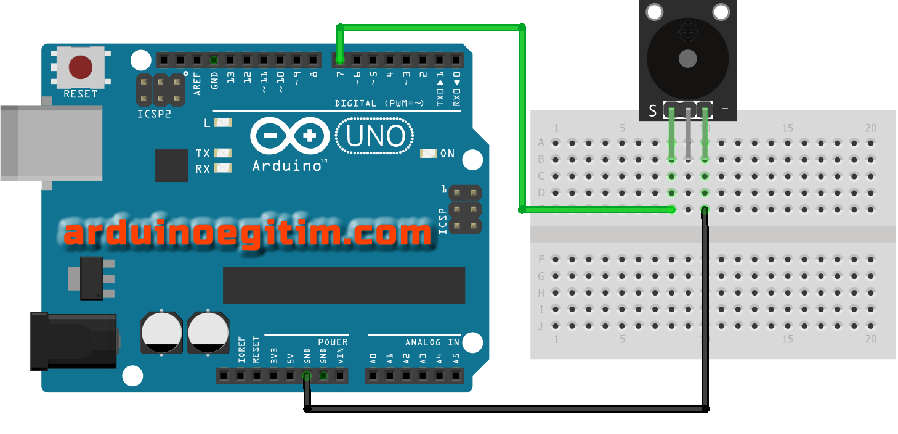 S -
RESET
ICSP2
AREF
GND
13
12
~11
~10
~9
8
7
~6
~5
4
~3
2
TX▶1
RX◀0
DIGITAL (PWM=~)
L
TX
RX
UNO
Arduino
ON
1
ICSP
arduinoegitim.com
IOREF
RESET
3V3
5V
GND
GND
VIN
POWER
ANALOG IN
A0
A1
A2
A3
A4
A5
1 5 15 20
A
B
C
D
F
G
H
I
J
1 5 15 20